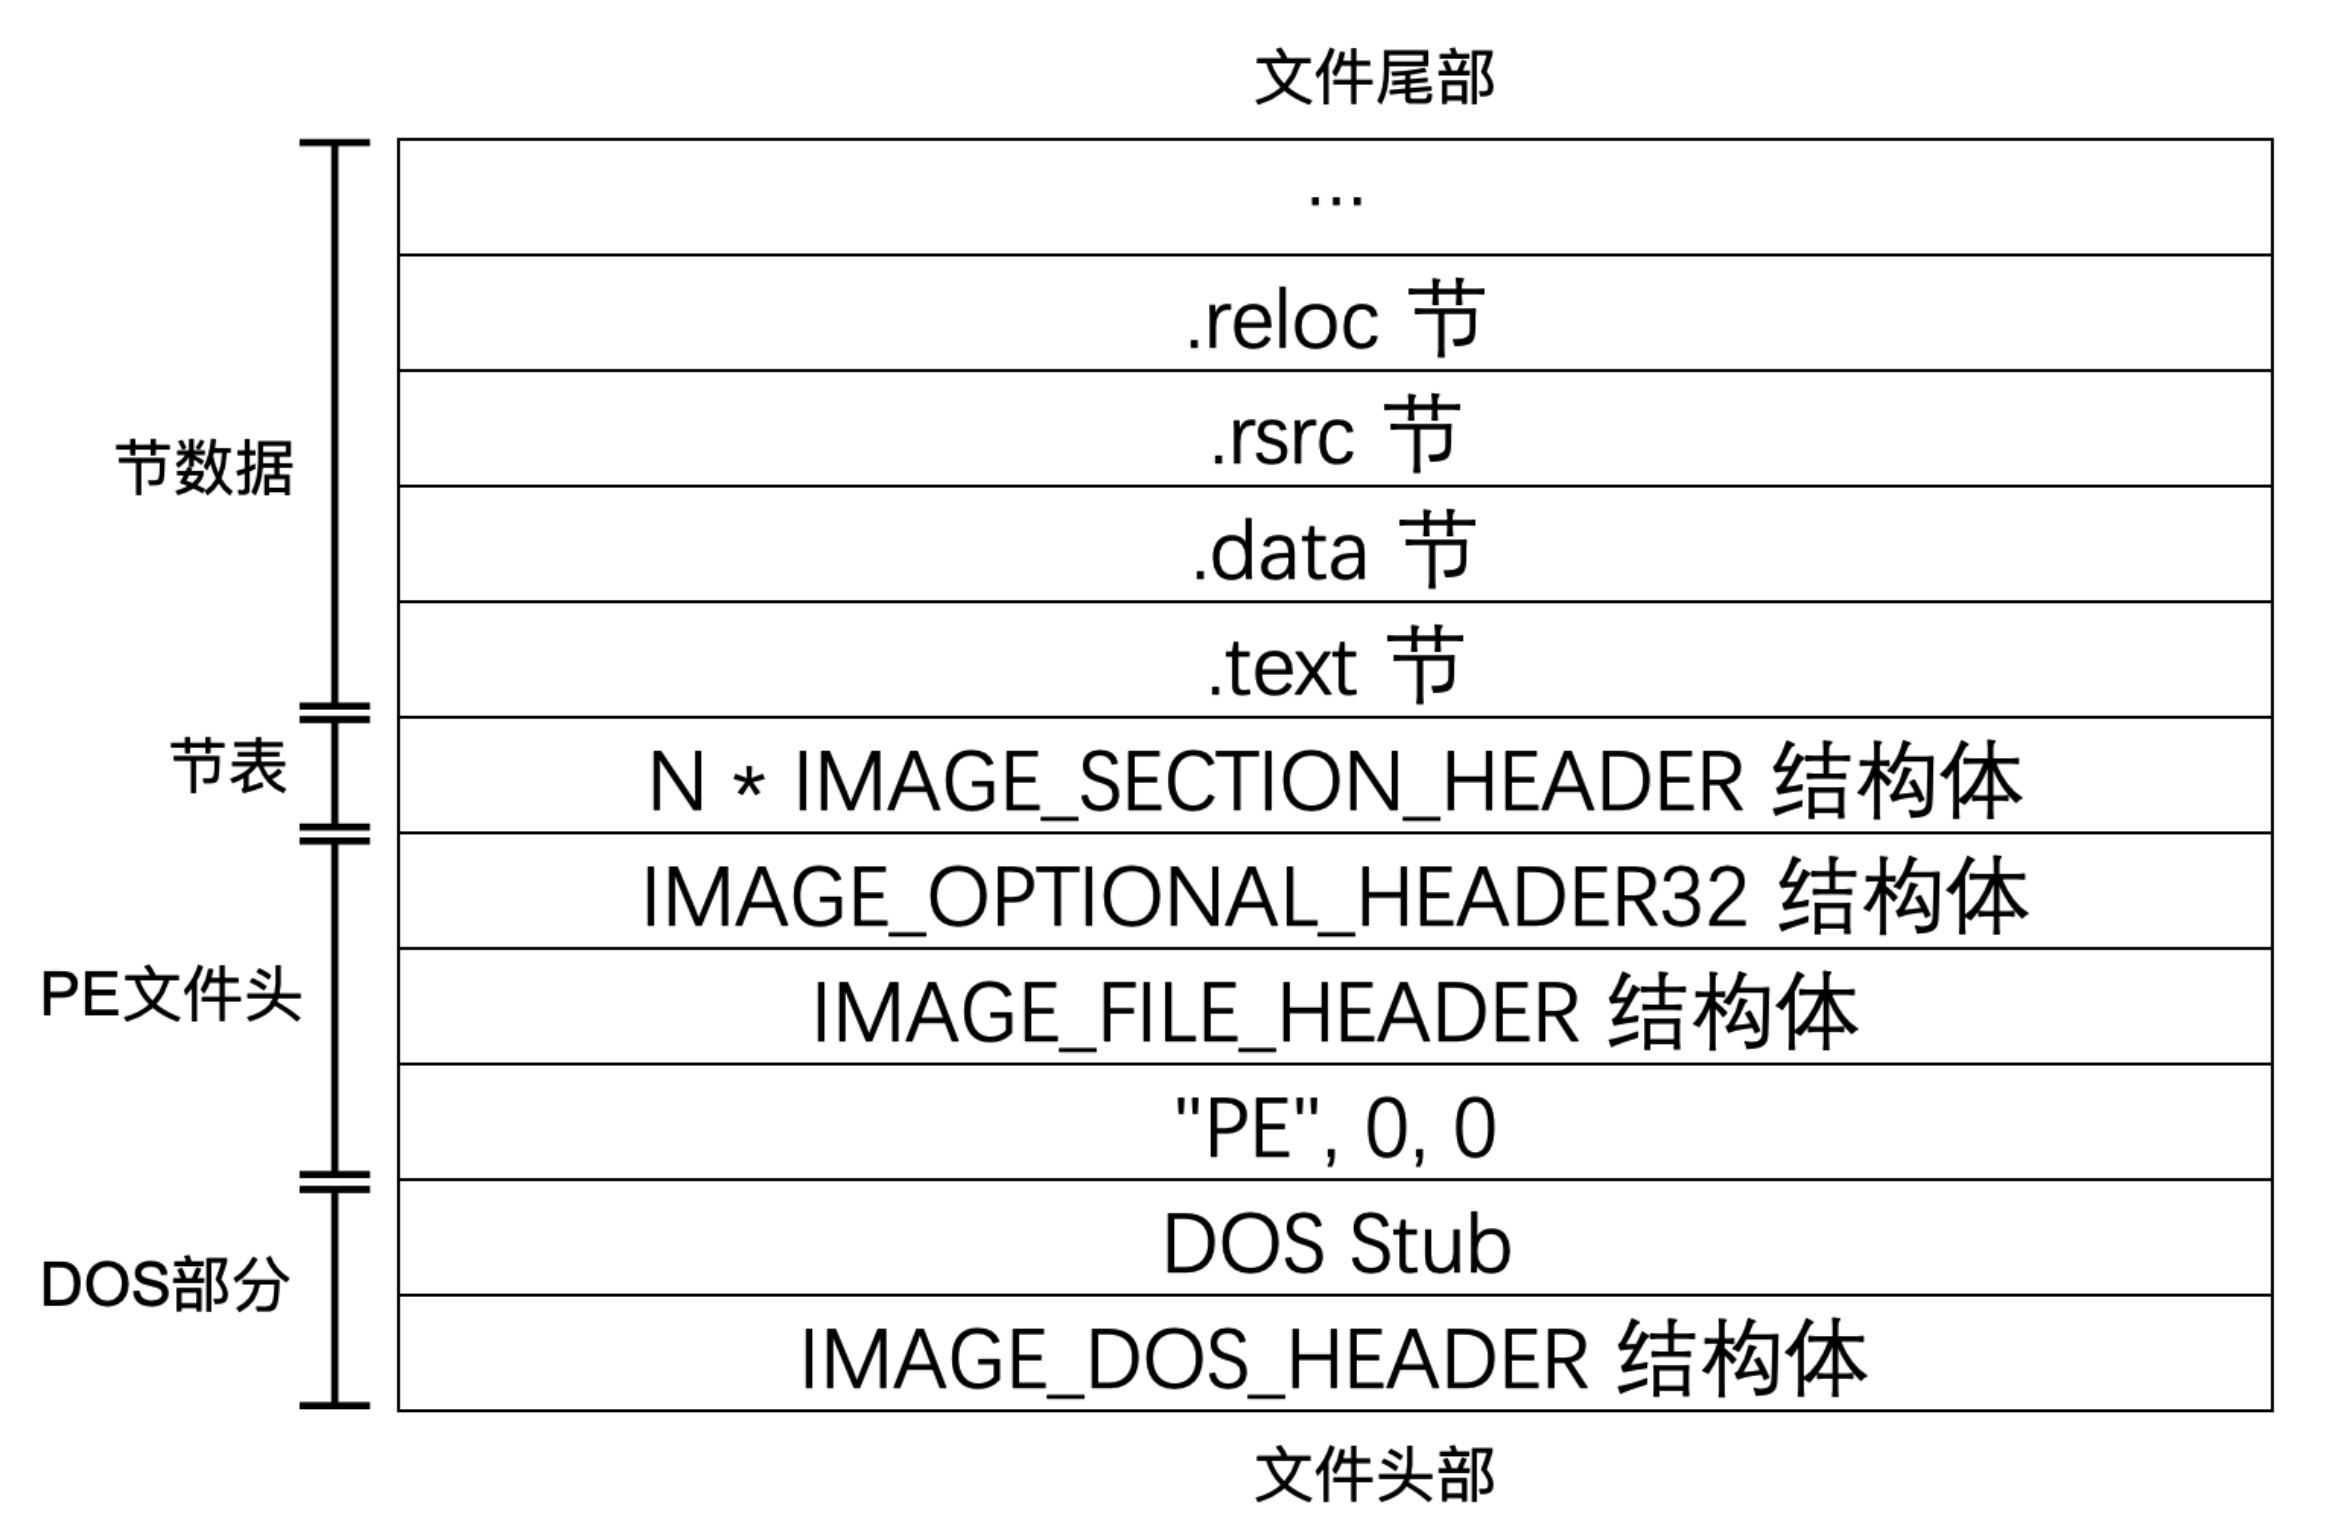 文件尾部
...
.reloc 节
.rsrc 节
节数据
.data 节
.text 节
节表
N * IMAGE_SECTION_HEADER 结构体
IMAGE_OPTIONAL_HEADER32 结构体
PE文件头
IMAGE_FILE_HEADER 结构体
"PE", 0, 0
DOS Stub
DOS部分
IMAGE_DOS_HEADER 结构体
文件头部